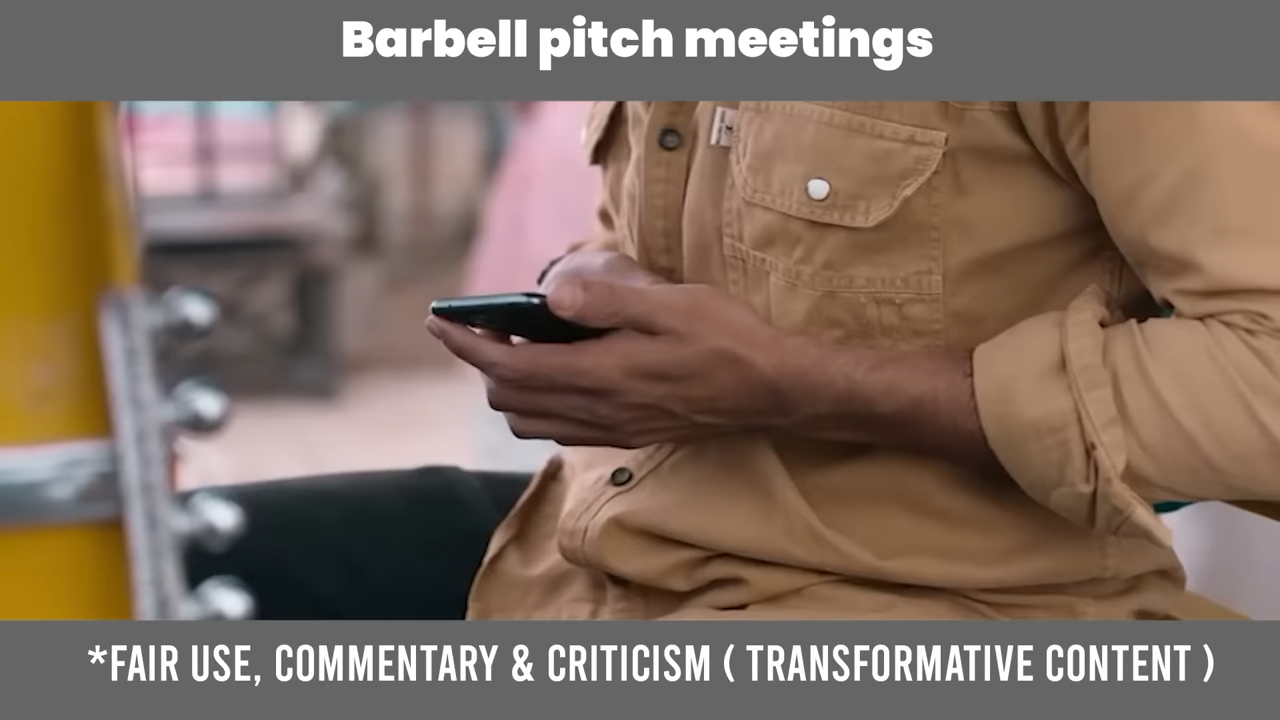 Barbell pitch meetings
*FAIR USE, COMMENTARY & CRITICISM ( TRANSFORMATIVE CONTENT )